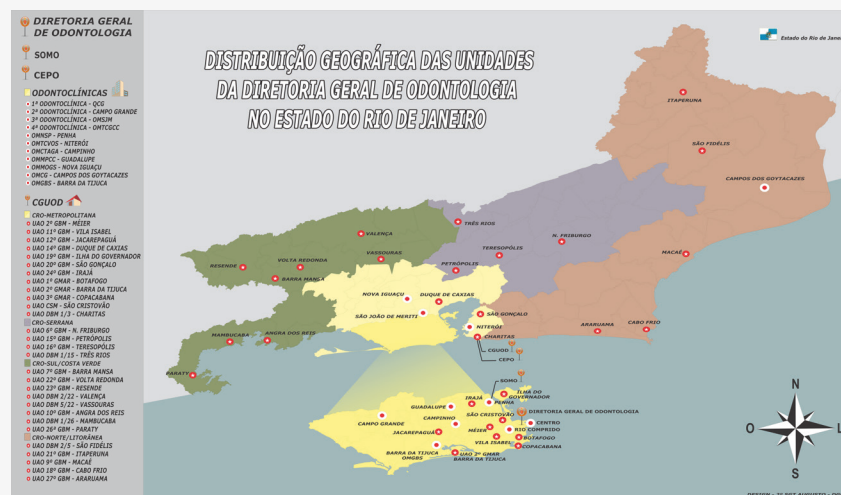 DIRETORIA GERAL
DE ODONTOLOGIA
SOMO
CEPO
ODONTOCLÍNICAS
1ª ODONTOCLÍNICA - QCG
2ª ODONTOCLÍNICA - CAMPO GRANDE
3ª ODONTOCLÍNICA - OMSJM
4ª ODONTOCLÍNICA - OMTCGCC
OMNSP - PENHA
OMTCVOS - NITERÓI
OMCTAGA - CAMPINHO
OMMPCC - GUADALUPE
OMMOGS - NOVA IGUAÇU
OMCG - CAMPOS DOS GOYTACAZES
OMGBS - BARRA DA TIJUCA
CGUOD
CRO-METROPOLITANA
UAO 2º GBM - MÉIER
UAO 11º GBM - VILA ISABEL
UAO 12º GBM - JACAREPAGUÁ
UAO 14º GBM - DUQUE DE CAXIAS
UAO 19º GBM - ILHA DO GOVERNADOR
UAO 20º GBM - SÃO GONÇALO
UAO 24º GBM - IRAJÁ
UAO 1º GMAR - BOTAFOGO
UAO 2º GMAR - BARRA DA TIJUCA
UAO 3º GMAR - COPACABANA
UAO CSM - SÃO CRISTOVÃO
UAO DBM 1/3 - CHARITAS
CRO-SERRANA
UAO 6º GBM - N. FRIBURGO
UAO 15º GBM - PETRÓPOLIS
UAO 16º GBM - TERESÓPOLIS
UAO DBM 1/15 - TRÊS RIOS
CRO-SUL/COSTA VERDE
UAO 7º GBM - BARRA MANSA
UAO 22º GBM - VOLTA REDONDA
UAO 23º GBM - RESENDE
UAO DBM 2/22 - VALENÇA
UAO DBM 5/22 - VASSOURAS
UAO 10º GBM - ANGRA DOS REIS
UAO DBM 1/26 - MAMBUCABA
UAO 26º GBM - PARATY
CRO-NORTE/LITORÂNEA
UAO DBM 2/5 - SÃO FIDÉLIS
UAO 21º GBM - ITAPERUNA
UAO 9º GBM - MACAÉ
UAO 18º GBM - CABO FRIO
UAO 27º GBM - ARARUAMA
DISTRIBUIÇÃO GEOGRÁFICA DAS UNIDADES
DA DIRETORIA GERAL DE ODONTOLOGIA
NO ESTADO DO RIO DE JANEIRO
Estado do Rio de Janei
ITAPERUNA
SÃO FIDÉLIS
CAMPOS DOS GOYTACAZES
TRÊS RIOS
VALENÇA
N. FRIBURGO
TERESÓPOLIS
VASSOURAS
MACAÉ
RESENDE
VOLTA REDONDA
PETRÓPOLIS
BARRA MANSA
NOVA IGUAÇU
DUQUE DE CAXIAS
SÃO JOÃO DE MERITI
SÃO GONÇALO
NITERÓI
CHARITAS
ARARUAMA
CABO FRIO
MAMBUCABA
ANGRA DOS REIS
CGUOD
CEPO
PARATY
SOMO
ILHA DO
GOVERNADOR
IRAJÁ
PENHA
GUADALUPE
SÃO CRISTOVÃO
DIRETORIA GERAL DE ODONTOLOGIA
CAMPO GRANDE
CAMPINHO
CENTRO
MÉIER
RIO COMPRIDO
JACAREPAGUÁ
VILA ISABEL
BOTAFOGO
COPACABANA
BARRA DA TIJUCA
OMGBS
UAO 2º GMAR
BARRA DA TIJUCA
N
O
L
S